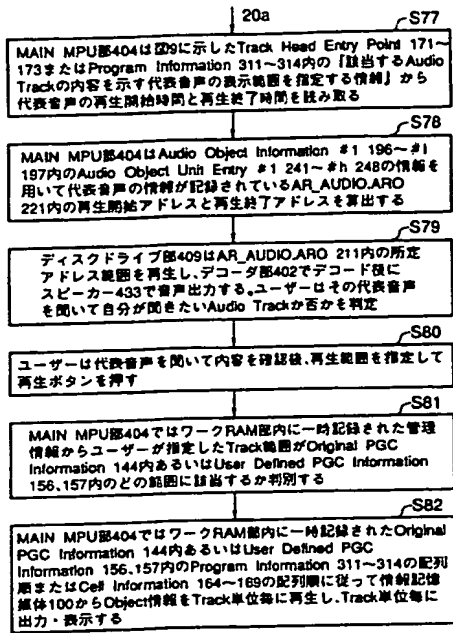 20a
S77
MAIN MPU部404は図9に示したTrack Head Entry Point 171~
173またはProgram Information 311~314内の「該当するAudio
Trackの内容を示す代表音声の表示範囲を指定する情報」から
代表音声の再生開始時間と再生終了時間を読み取る
S78
MAIN MPU部404はAudio Object Information #1 196~#l
197内のAudio Object Unit Entry #1 241~#h 248の情報を
用いて代表音声の情報が記録されているAR_AUDIO.ARO
221内の再生開始アドレスと再生終了アドレスを算出する
S79
ディスクドライブ部409はAR_AUDIO.ARO 211内の所定
アドレス範囲を再生し、デコーダ部402でデコード後に
スピーカー433で音声出力する。ユーザーはその代表音声
を聞いて自分が聞きたいAudio Trackか否かを判定
S80
ユーザーは代表音声を聞いて内容を確認後、再生範囲を指定して
再生ボタンを押す
S81
MAIN MPU部404ではワークRAM部内に一時記録された管理
情報からユーザーが指定したTrack範囲がOriginal PGC
Information 144内あるいはUser Defined PGC Information
156、157内のどの範囲に該当するか判別する
S82
MAIN MPU部404ではワークRAM部内に一時記録されたOriginal
PGC Information 144内あるいはUser Defined PGC
Information 156、157内のProgram Information 311~314の配列
順またはCell Information 164~169の配列順に従って情報記憶
媒体100からObject情報をTrack単位毎に再生し、Track単位毎に
出力・表示する